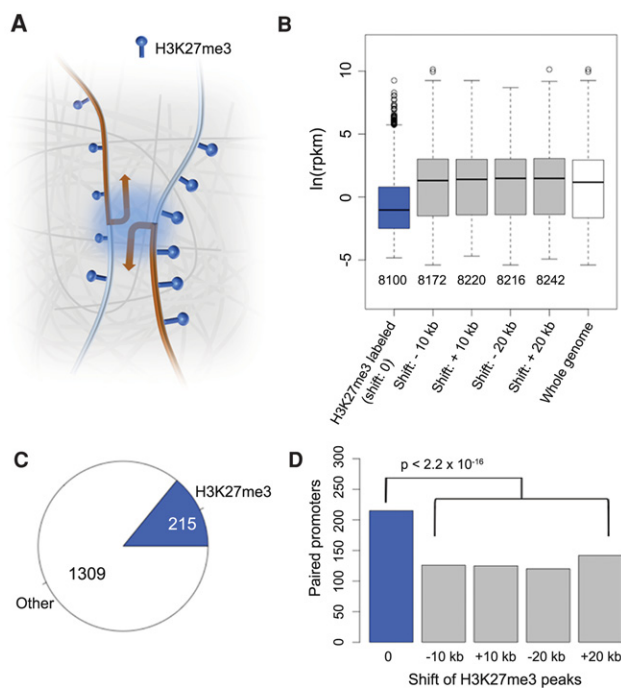 A
H3K27me3
B
ln(rpkm)
10
5
0
-5
8100
8172
8220
8216
8242
H3K27me3 labeled
(shift: 0)
Shift: - 10 kb
Shift: + 10 kb
Shift: - 20 kb
Shift: + 20 kb
Whole genome
C
H3K27me3
215
1309
Other
D
p < 2.2 x 10-16
Paired promoters
300
250
200
150
100
50
0
0
-10 kb
+10 kb
-20 kb
+20 kb
Shift of H3K27me3 peaks